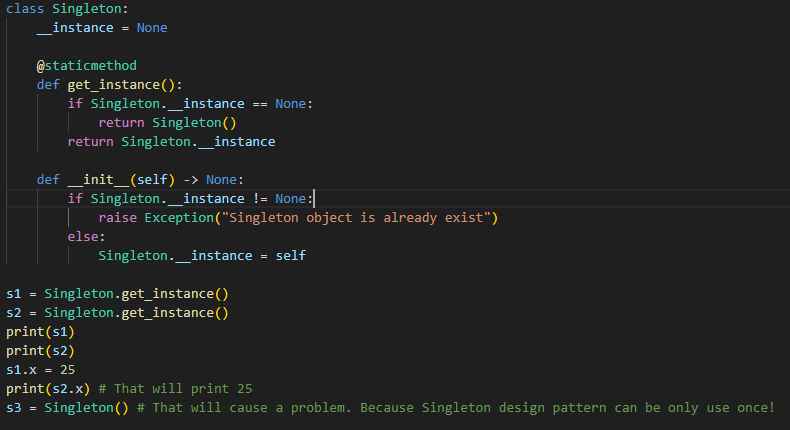 class Singleton:
    __instance = None

    @staticmethod
    def get_instance():
        if Singleton.__instance == None:
            return Singleton()
        return Singleton.__instance

    def __init__(self) -> None:
        if Singleton.__instance != None:
            raise Exception("Singleton object is already exist")
        else:
            Singleton.__instance = self

s1 = Singleton.get_instance()
s2 = Singleton.get_instance()
print(s1)
print(s2)
s1.x = 25
print(s2.x) # That will print 25
s3 = Singleton() # That will cause a problem. Because Singleton design pattern can be only use once!